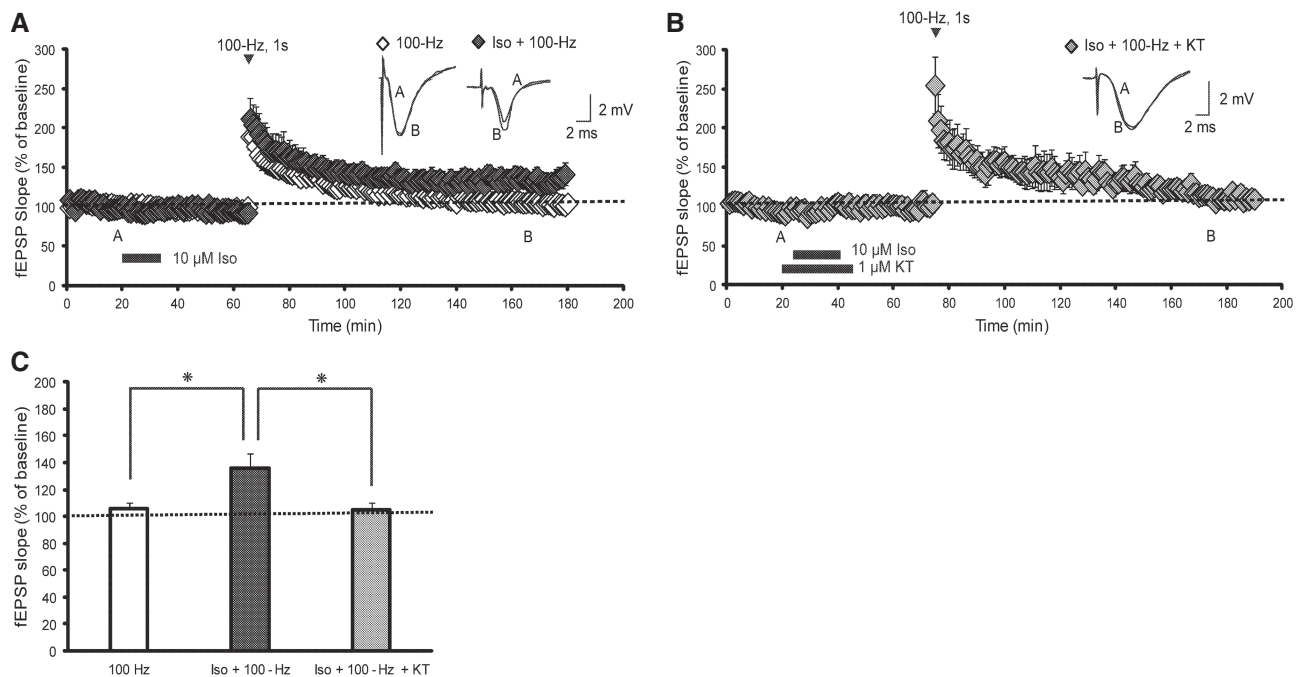 A
100-Hz, 1s
100-Hz
Iso + 100-Hz
fEPSP Slope (% of baseline)
300
250
200
150
100
50
0
A
B
2 mV
2 ms
A
B
10 µM Iso
0 20 40 60 80 100 120 140 160 180 200
Time (min)
B
100-Hz, 1s
Iso + 100-Hz + KT
fEPSP slope (% of baseline)
300
250
200
150
100
50
0
A
B
2 mV
2 ms
A
B
10 µM Iso
1 µM KT
0 20 40 60 80 100 120 140 160 180 200
Time (min)
C
fEPSP slope (% of baseline)
200
180
160
140
120
100
80
60
40
20
0
* *
100 Hz Iso + 100 - Hz Iso + 100 - Hz + KT